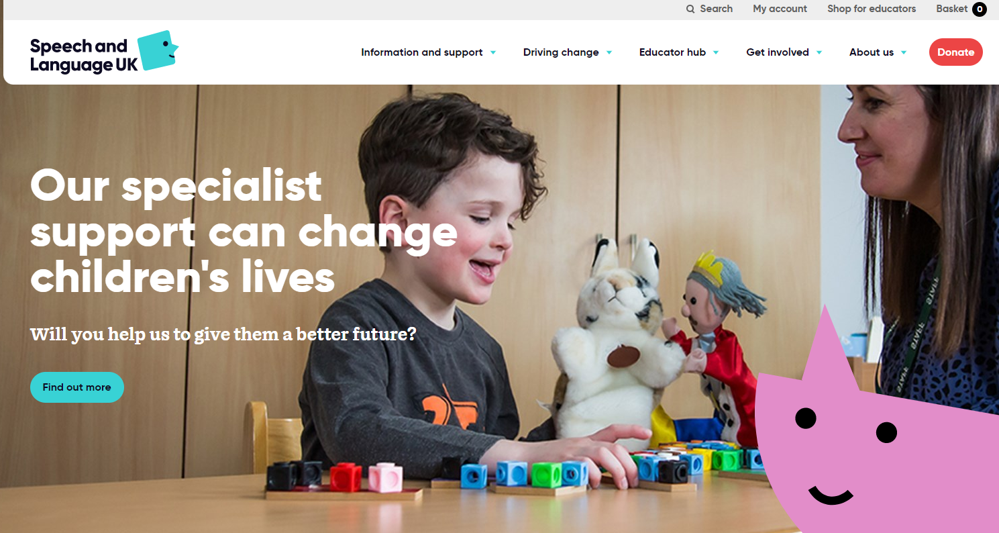 Search My account Shop for educators Basket 0
Speech and
Language UK
Information and support Driving change Educator hub Get involved About us Donate
Our specialist
support can change
children's lives
Will you help us to give them a better future?
Find out more
STAFF
STAFF